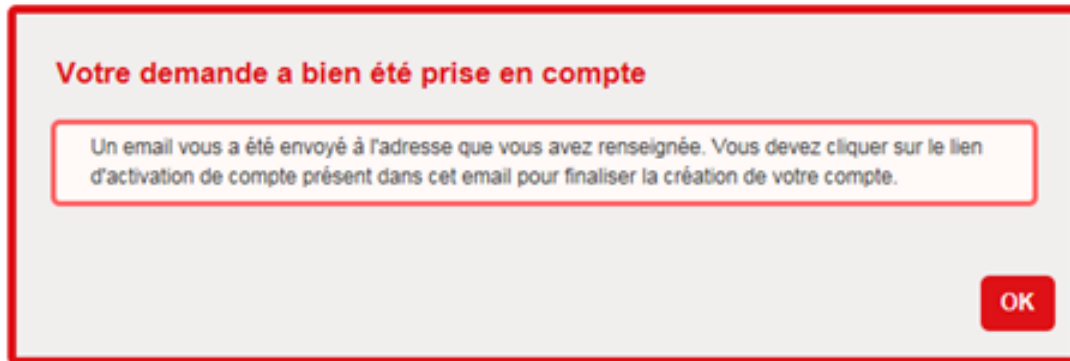 Votre demande a bien été prise en compte
Un email vous a été envoyé à l'adresse que vous avez renseignée. Vous devez cliquer sur le lien
d'activation de compte présent dans cet email pour finaliser la création de votre compte.
OK